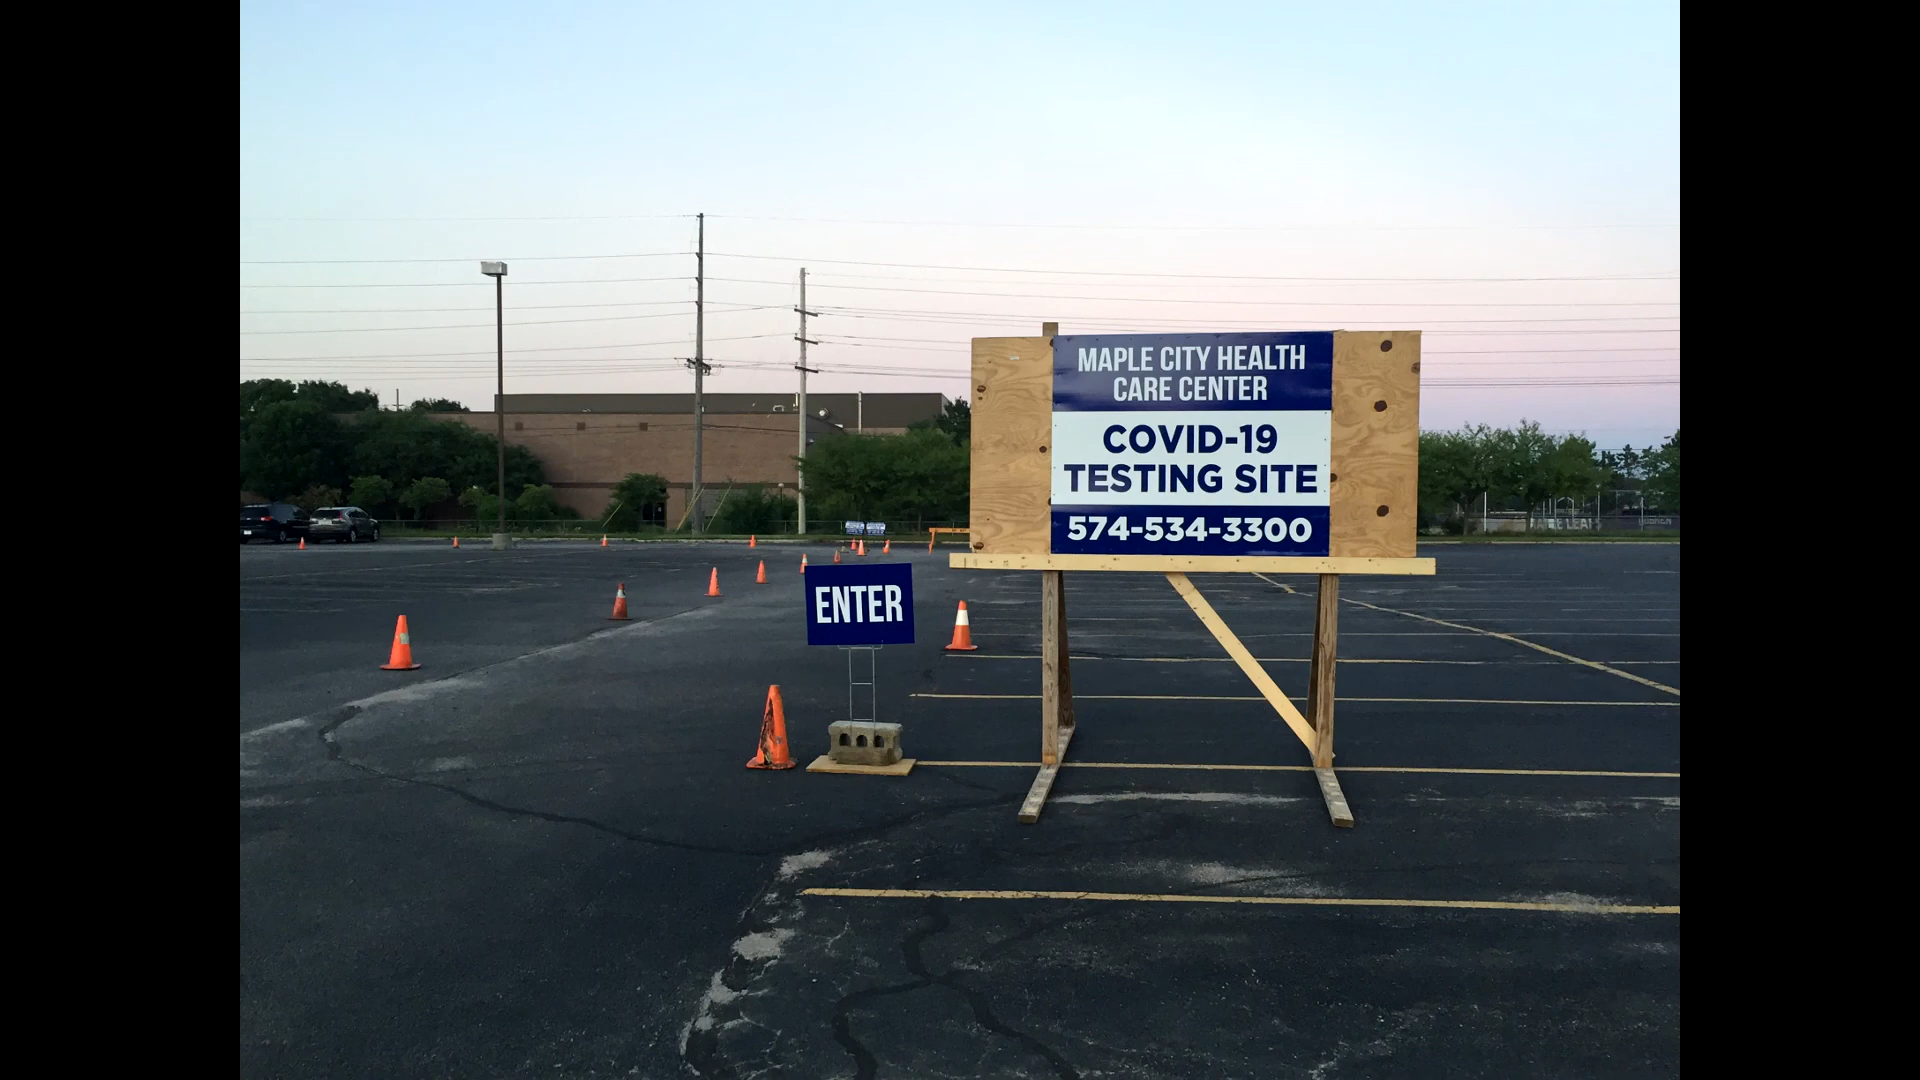 MAPLE CITY HEALTH
CARE CENTER
COVID-19
TESTING SITE
574-534-3300
ENTER